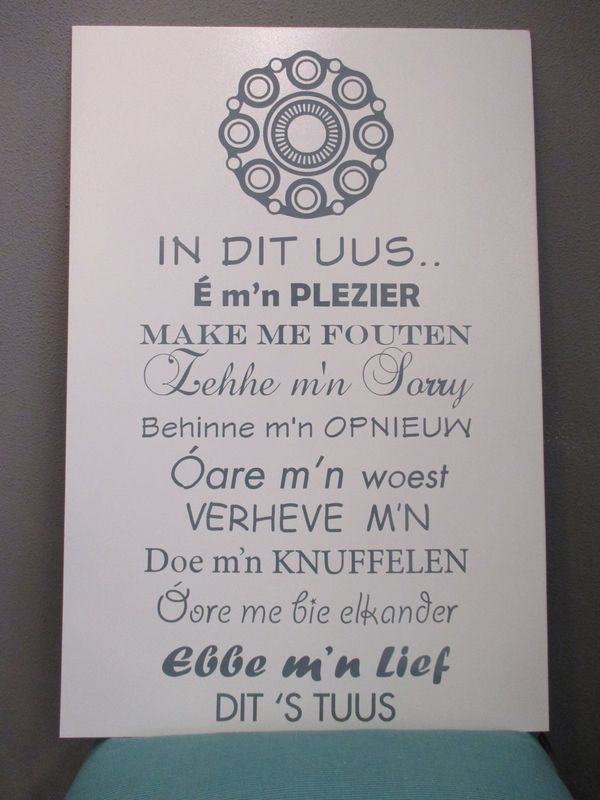 IN DIT UUS..
É m'n PLEZIER
MAKE ME FOUTEN
Zehhe m'n Sorry
Behinne m'n OPNIEUW
Óare m'n woest
VERHEVE M'N
Doe m'n KNUFFELEN
Óore me bie elkander
Ebbe m'n Lief
DIT 'S TUUS